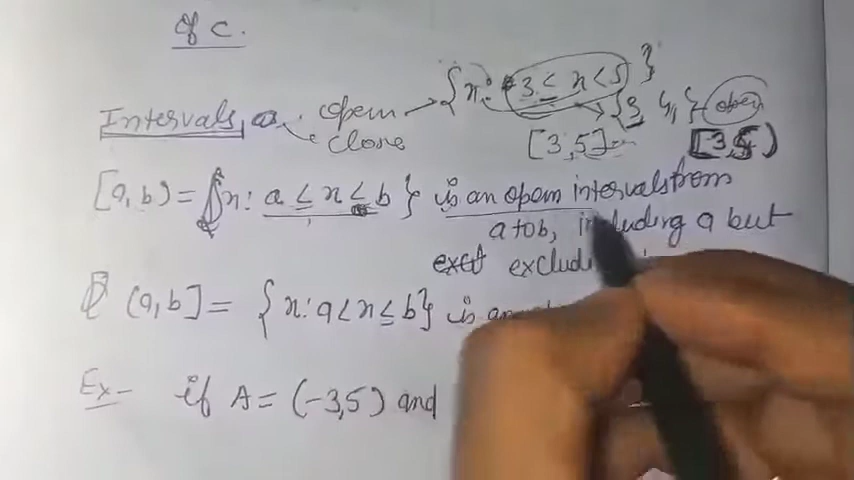 of C.
{x: 3 ≤ x < 5}
Intervals open
close
{3, 4, } open
[3,5] = [3,5)
[a, b) = {x: a ≤ x < b} is an open intervals from
a to b, including a but
excluding
(a, b] = {x: a < x ≤ b} is an
Ex- if A = (-3,5) and